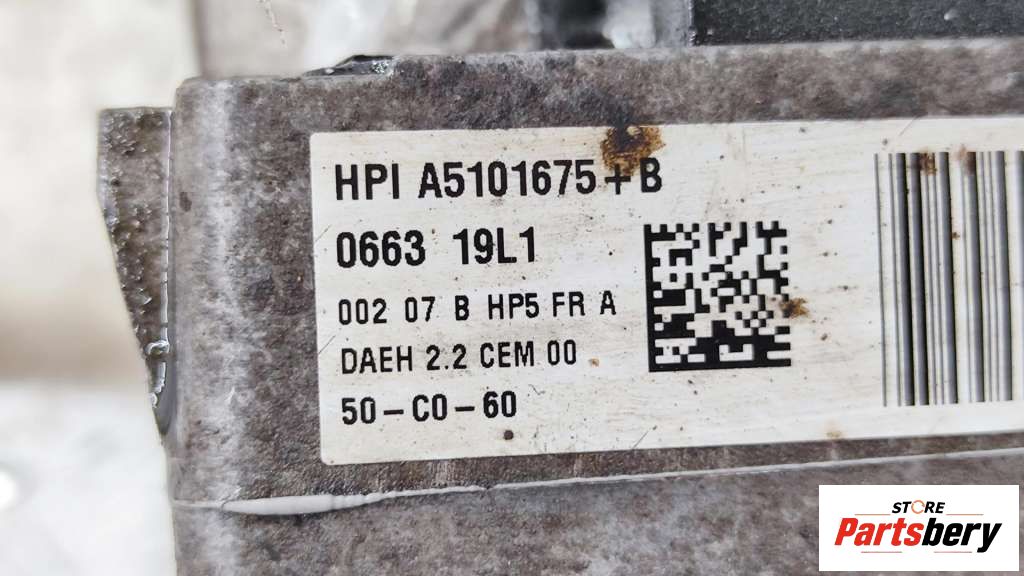 HPI A5101675+B
0663 19L1
002 07 B HP5 FR A
DAEH 2.2 CEM 00
50-C0-60
STORE
Partsbery